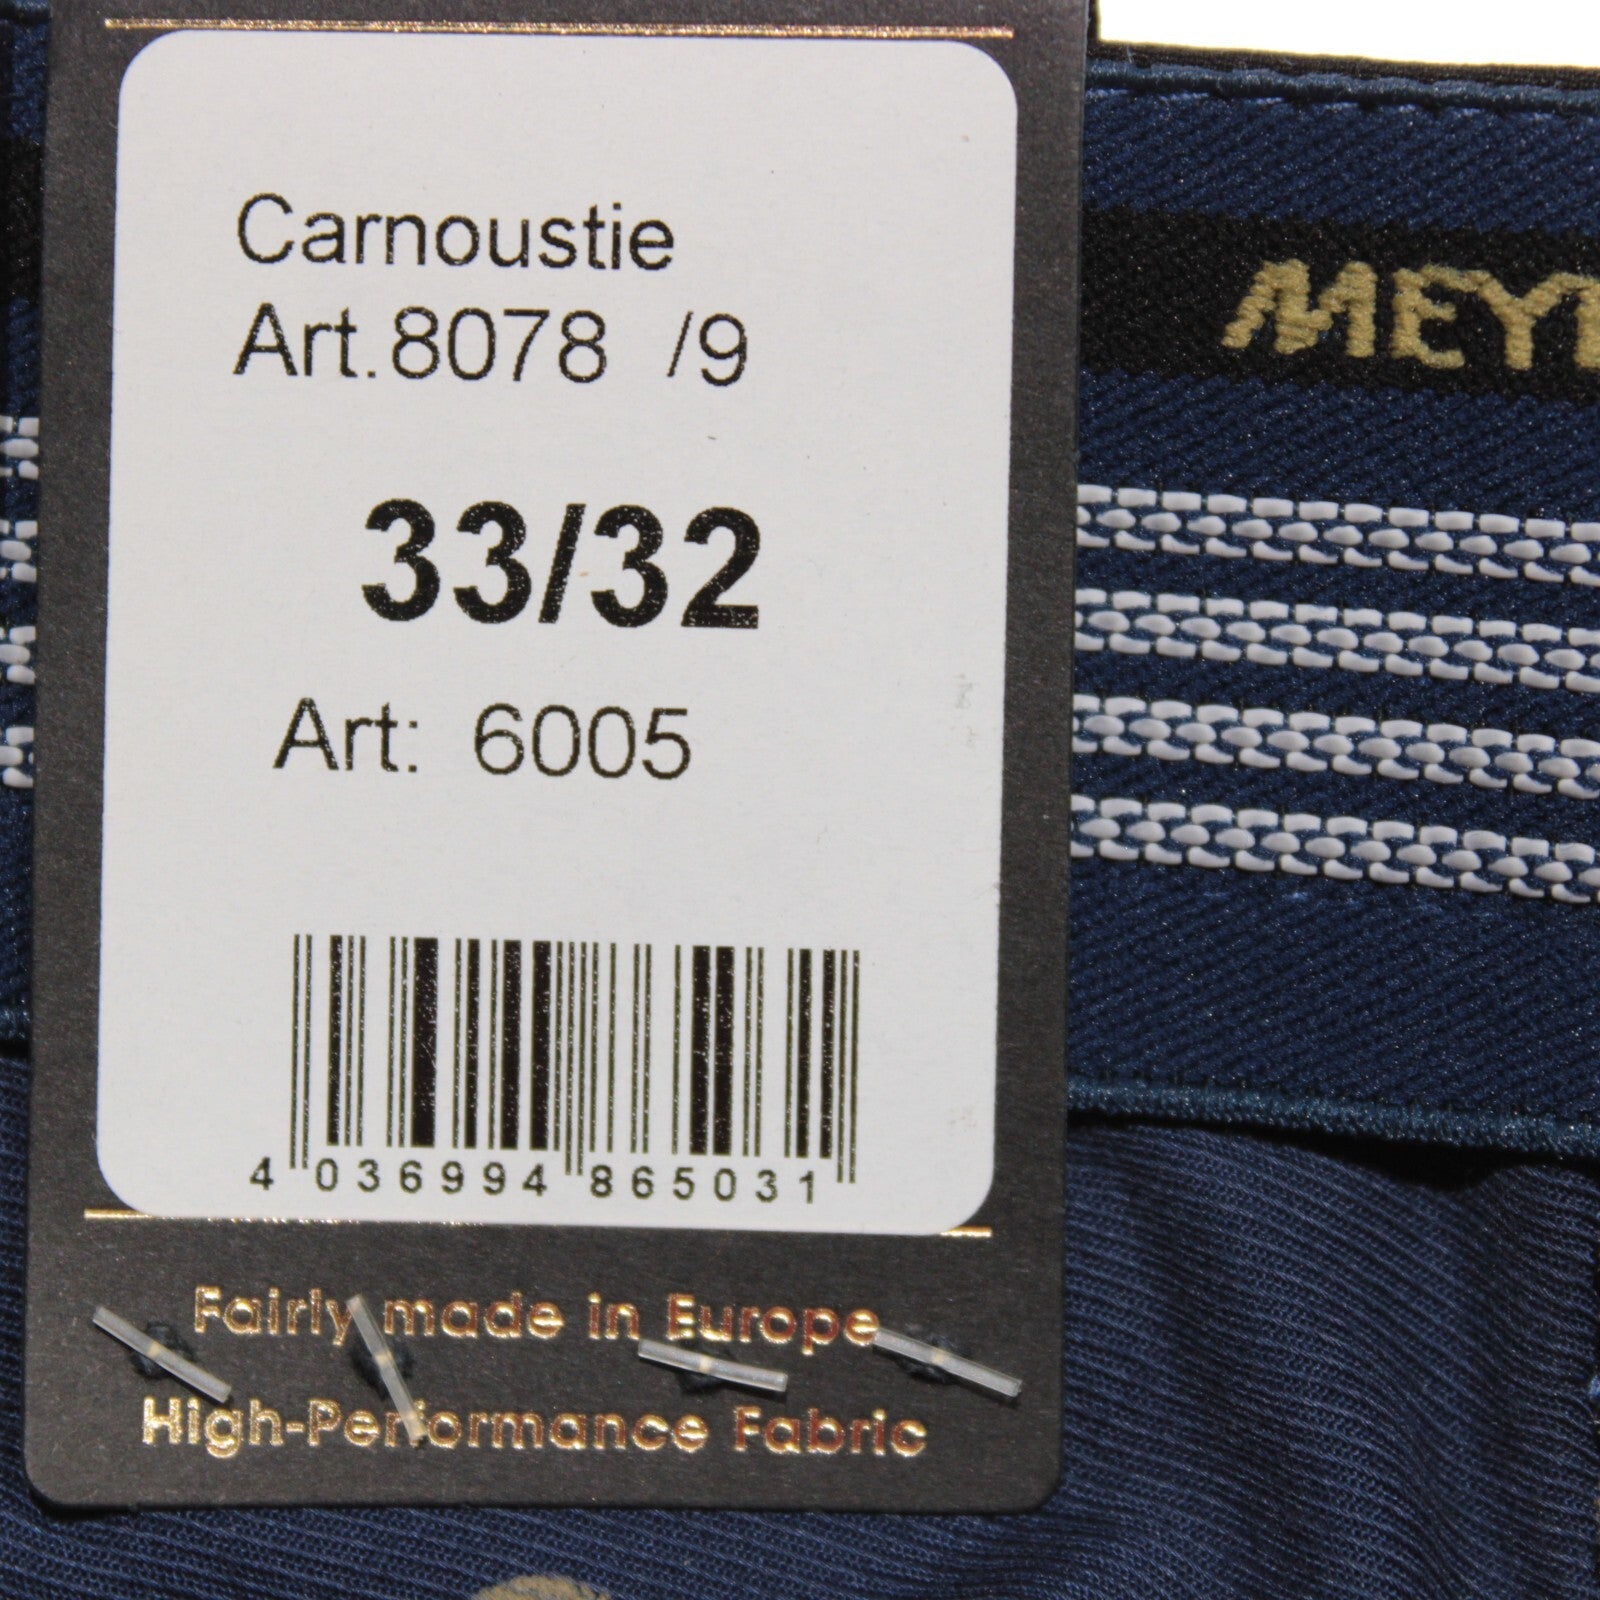 Carnoustie
Art.8078 /9
33/32
Art: 6005
4 036994 865031
Fairly made in Europe
High-Performance Fabric
MEY